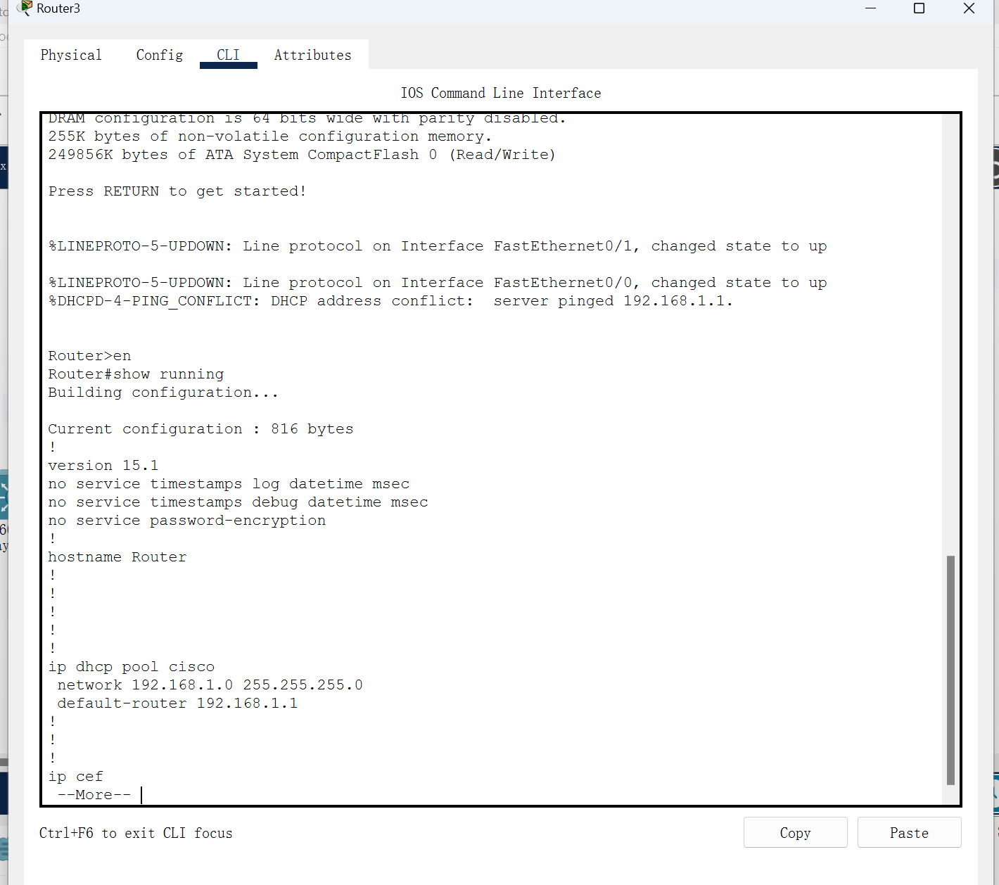 Router3
Physical Config CLI Attributes
IOS Command Line Interface
DRAM configuration is 64 bits wide with parity disabled.
255K bytes of non-volatile configuration memory.
249856K bytes of ATA System CompactFlash 0 (Read/Write)
Press RETURN to get started!
%LINEPROTO-5-UPDOWN: Line protocol on Interface FastEthernet0/1, changed state to up
%LINEPROTO-5-UPDOWN: Line protocol on Interface FastEthernet0/0, changed state to up
%DHCPD-4-PING_CONFLICT: DHCP address conflict:  server pinged 192.168.1.1.
Router>en
Router#show running
Building configuration...
Current configuration : 816 bytes
!
version 15.1
no service timestamps log datetime msec
no service timestamps debug datetime msec
no service password-encryption
!
hostname Router
!
!
!
!
!
ip dhcp pool cisco
 network 192.168.1.0 255.255.255.0
 default-router 192.168.1.1
!
!
!
ip cef
 --More--
Ctrl+F6 to exit CLI focus
Copy
Paste